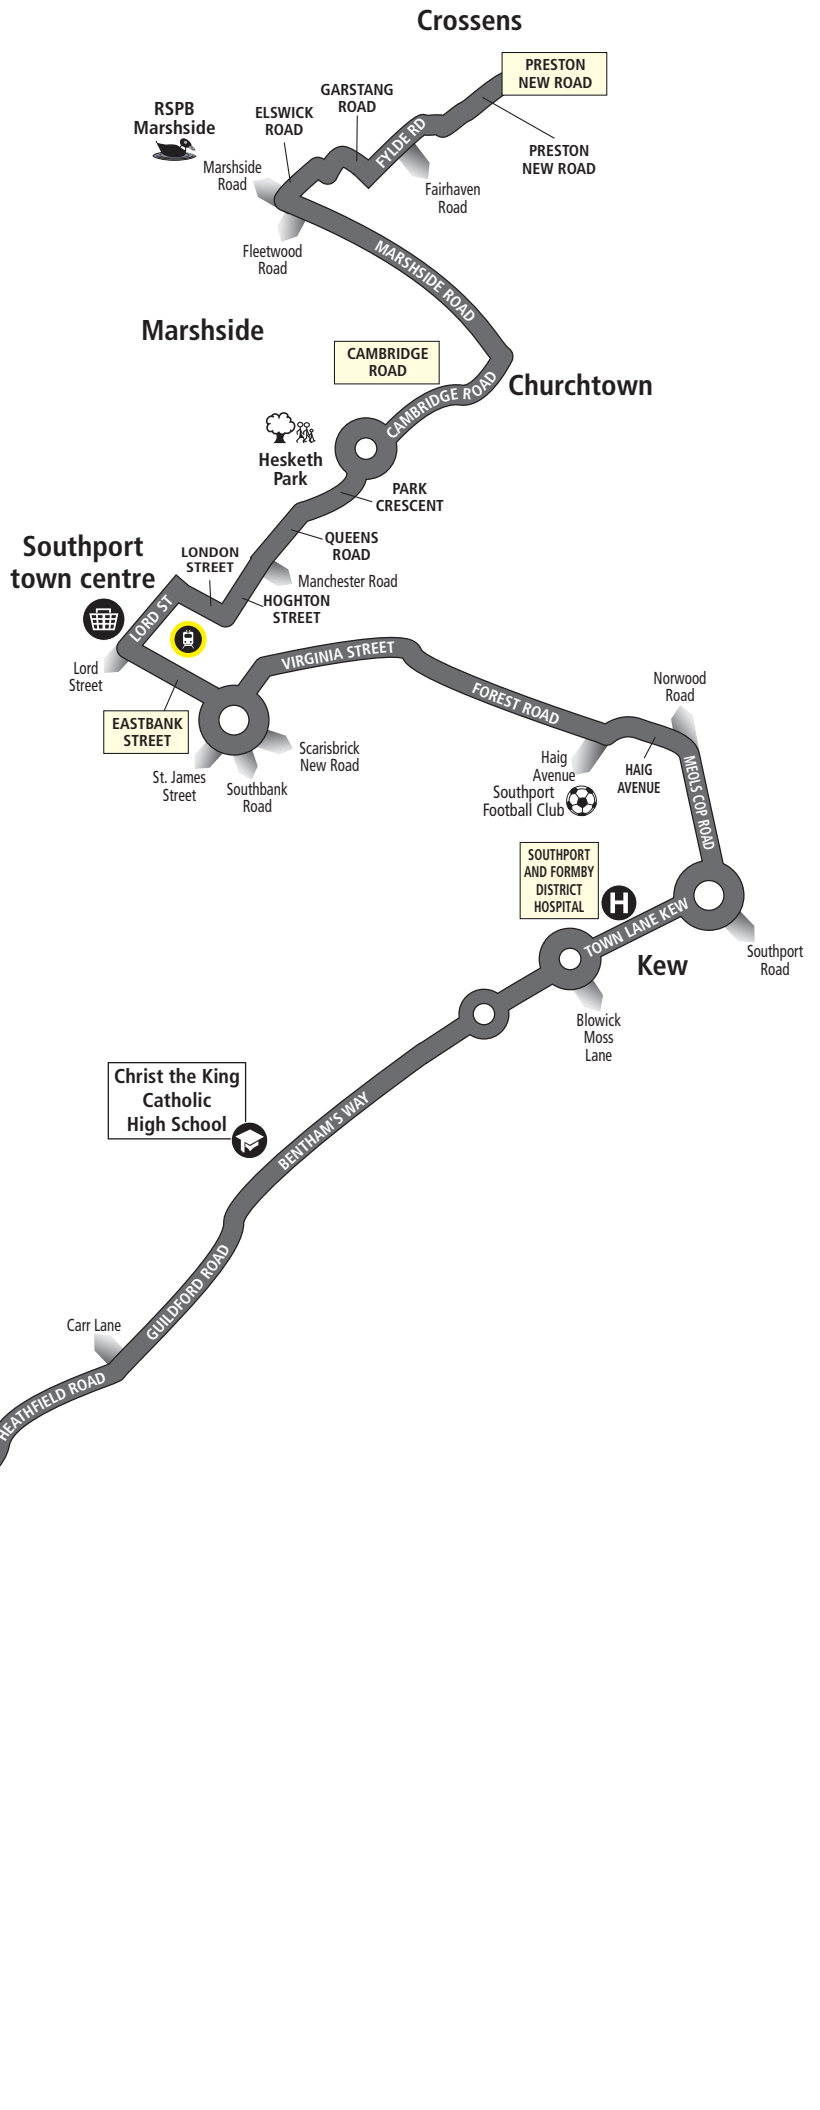 Crossens
PRESTON
NEW ROAD
GARSTANG
ROAD
RSPB
Marshside
ELSWICK
ROAD
FYLDE RD
PRESTON
NEW ROAD
Marshside
Road
Fairhaven
Road
Fleetwood
Road
MARSHSIDE ROAD
Marshside
CAMBRIDGE
ROAD
CAMBRIDGE ROAD
Churchtown
Hesketh
Park
PARK
CRESCENT
QUEENS
ROAD
Southport
town centre
LONDON
STREET
Manchester Road
HOGHTON
STREET
LORD ST
Lord
Street
VIRGINIA STREET
EASTBANK
STREET
FOREST ROAD
Norwood
Road
St. James
Street
Southbank
Road
Scarisbrick
New Road
Haig
Avenue
Southport
Football Club
HAIG
AVENUE
MEOLS COP ROAD
SOUTHPORT
AND FORMBY
DISTRICT
HOSPITAL
H
TOWN LANE KEW
Kew
Southport
Road
Blowick
Moss
Lane
Christ the King
Catholic
High School
BENTHAM'S WAY
GUILDFORD ROAD
Carr Lane
HEATHFIELD ROAD